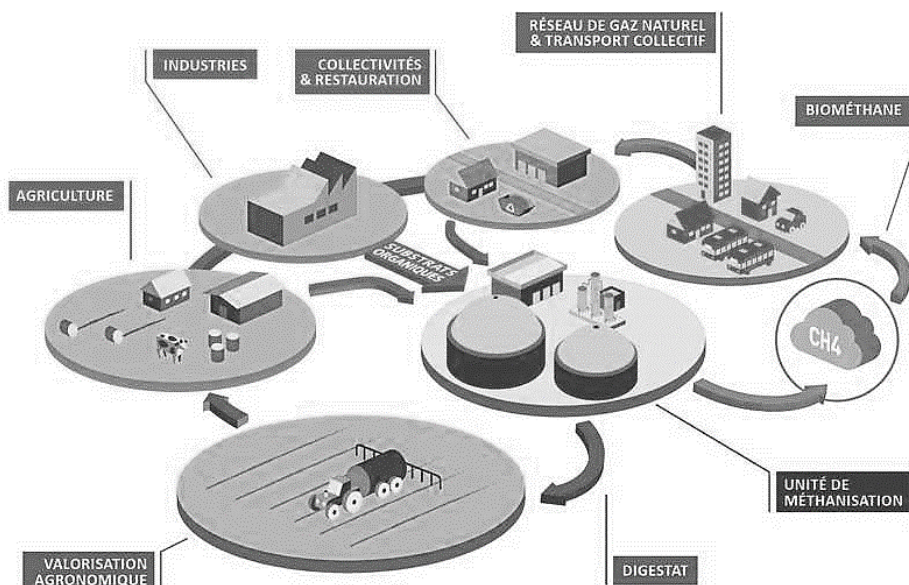 RÉSEAU DE GAZ NATUREL
& TRANSPORT COLLECTIF
INDUSTRIES
COLLECTIVITÉS
& RESTAURATION
BIOMÉTHANE
AGRICULTURE
SUBSTRATS
ORGANIQUES
CH4
UNITÉ DE
MÉTHANISATION
VALORISATION
AGRONOMIQUE
DIGESTAT